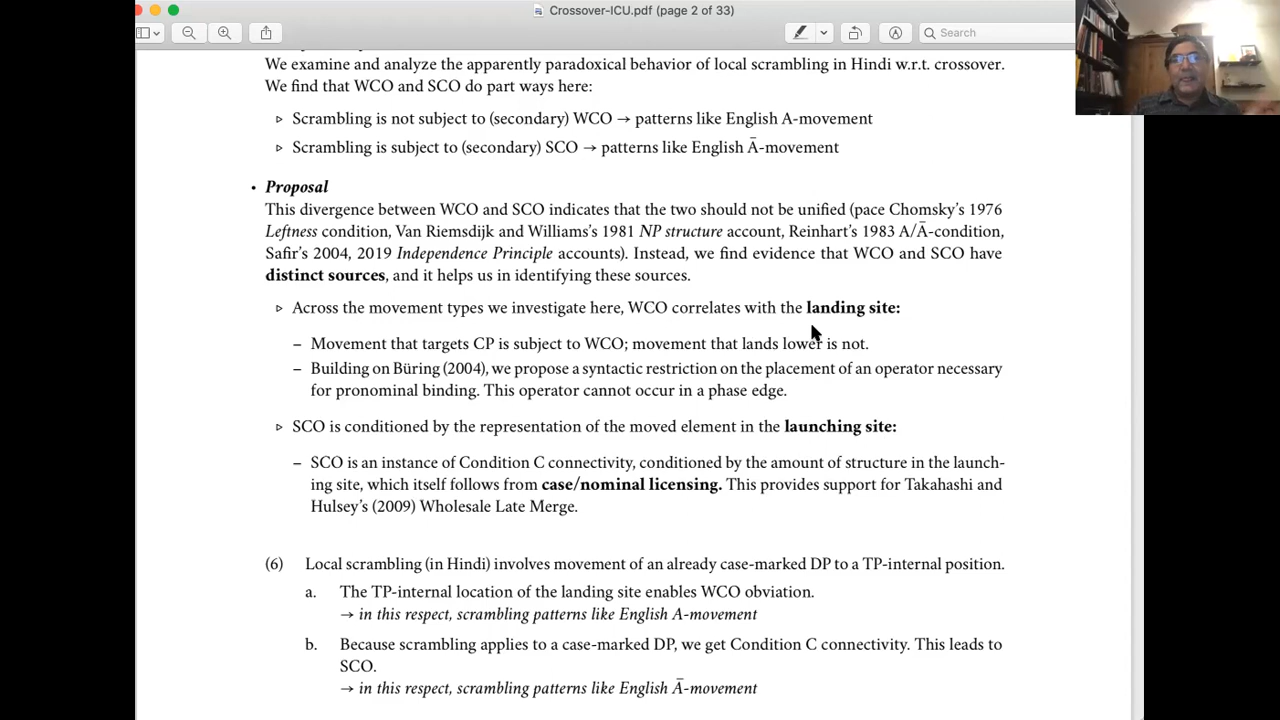 Crossover-ICU.pdf (page 2 of 33)
Search
We examine and analyze the apparently paradoxical behavior of local scrambling in Hindi w.r.t. crossover.
We find that WCO and SCO do part ways here:
▹ Scrambling is not subject to (secondary) WCO → patterns like English A-movement
▹ Scrambling is subject to (secondary) SCO → patterns like English Ā-movement
• Proposal
This divergence between WCO and SCO indicates that the two should not be unified (pace Chomsky's 1976
Leftness condition, Van Riemsdijk and Williams's 1981 NP structure account, Reinhart's 1983 A/Ā-condition,
Safir's 2004, 2019 Independence Principle accounts). Instead, we find evidence that WCO and SCO have
distinct sources, and it helps us in identifying these sources.
▹ Across the movement types we investigate here, WCO correlates with the landing site:
– Movement that targets CP is subject to WCO; movement that lands lower is not.
– Building on Büring (2004), we propose a syntactic restriction on the placement of an operator necessary
for pronominal binding. This operator cannot occur in a phase edge.
▹ SCO is conditioned by the representation of the moved element in the launching site:
– SCO is an instance of Condition C connectivity, conditioned by the amount of structure in the launch-
ing site, which itself follows from case/nominal licensing. This provides support for Takahashi and
Hulsey's (2009) Wholesale Late Merge.
(6) Local scrambling (in Hindi) involves movement of an already case-marked DP to a TP-internal position.
a. The TP-internal location of the landing site enables WCO obviation.
→ in this respect, scrambling patterns like English A-movement
b. Because scrambling applies to a case-marked DP, we get Condition C connectivity. This leads to
SCO.
→ in this respect, scrambling patterns like English Ā-movement